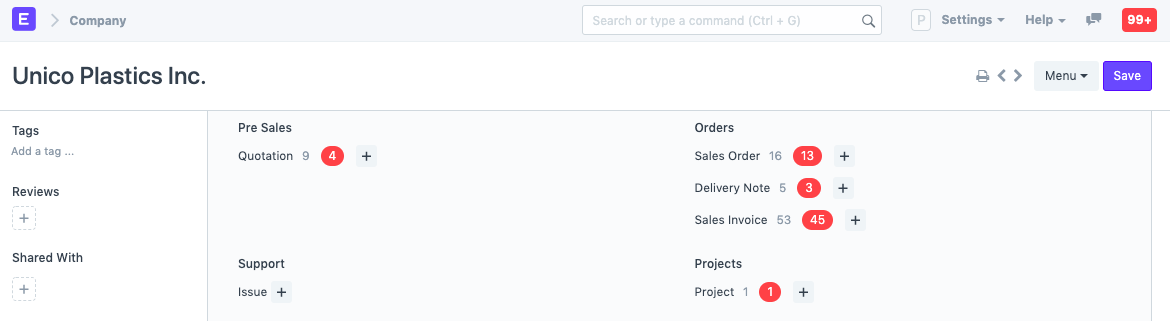 E Company Search or type a command (Ctrl + G) P Settings Help 99+
Unico Plastics Inc. Menu Save
Tags
Add a tag ...
Reviews
+
Shared With
+
Pre Sales
Quotation 9 4 +
Orders
Sales Order 16 13 +
Delivery Note 5 3 +
Sales Invoice 53 45 +
Support
Issue +
Projects
Project 1 1 +